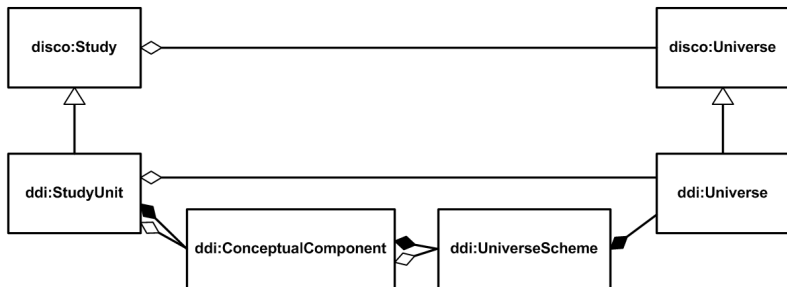 disco:Study
disco:Universe
ddi:StudyUnit
ddi:Universe
ddi:ConceptualComponent
ddi:UniverseScheme